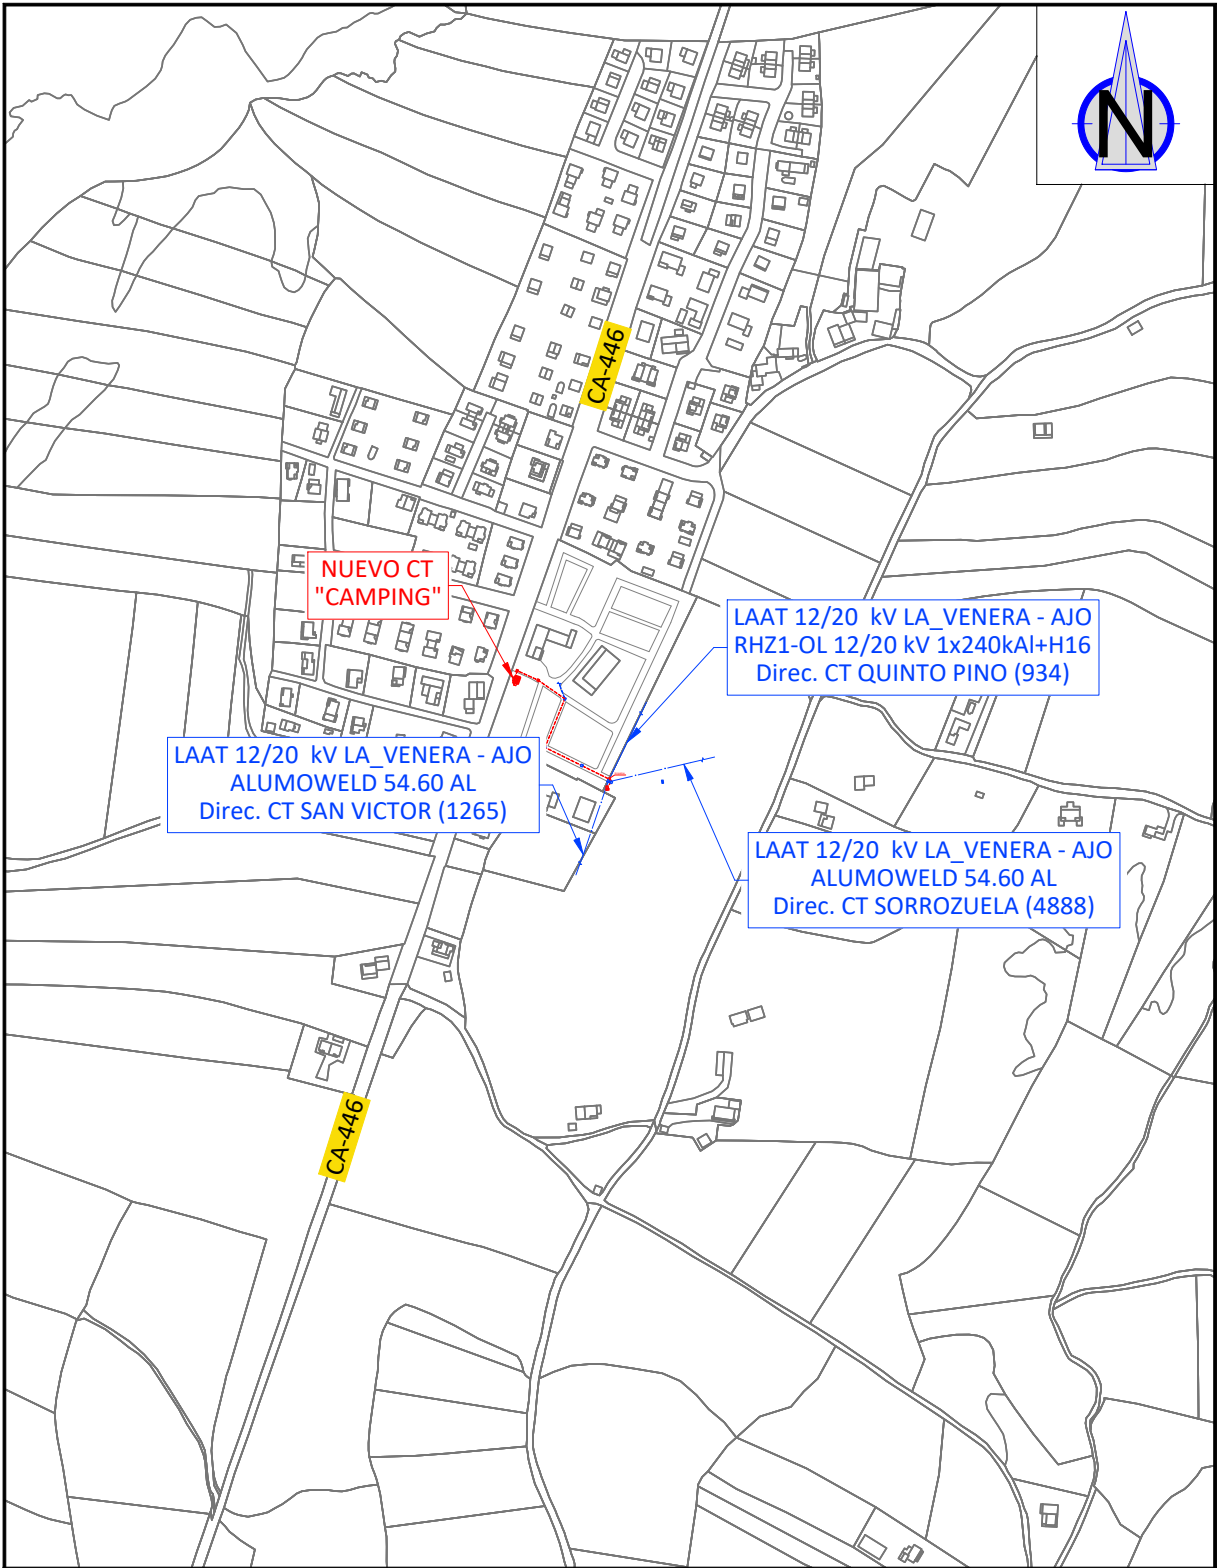 N
CA-446
NUEVO CT
"CAMPING"
LAAT 12/20 kV LA_VENERA - AJO
RHZ1-OL 12/20 kV 1x240kAl+H16
Direc. CT QUINTO PINO (934)
LAAT 12/20 kV LA_VENERA - AJO
ALUMOWELD 54.60 AL
Direc. CT SAN VICTOR (1265)
LAAT 12/20 kV LA_VENERA - AJO
ALUMOWELD 54.60 AL
Direc. CT SORROZUELA (4888)
CA-446